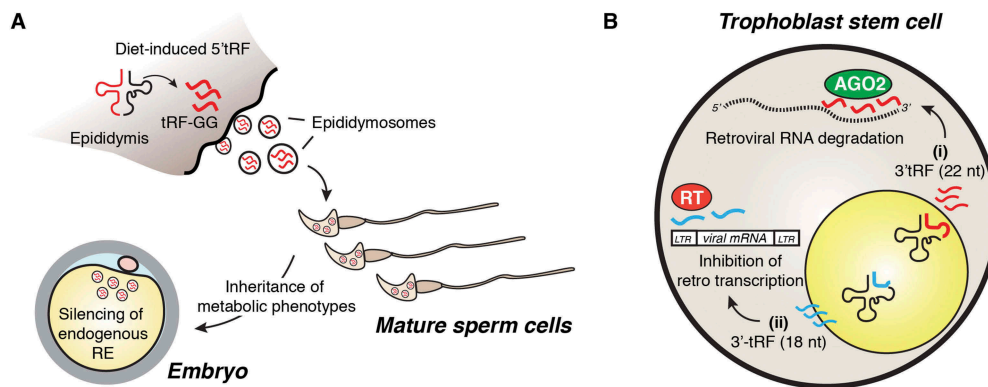 A
Diet-induced 5'tRF
tRF-GG
Epididymis
Epididymosomes
Inheritance of
metabolic phenotypes
Mature sperm cells
Silencing of
endogenous
RE
Embryo
B
Trophoblast stem cell
AGO2
5'
3'
Retroviral RNA degradation
(i)
3'tRF (22 nt)
RT
LTR viral mRNA LTR
Inhibition of
retro transcription
(ii)
3'-tRF (18 nt)